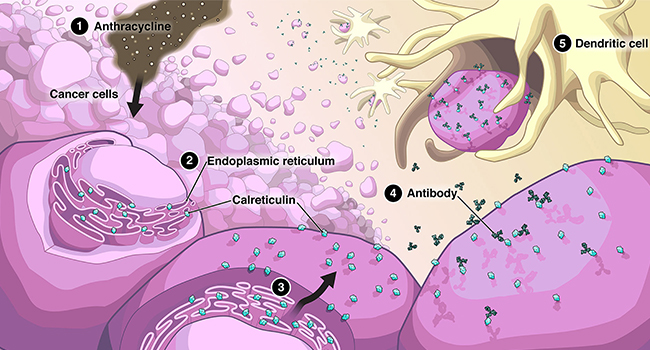 1 Anthracycline
5 Dendritic cell
Cancer cells
2 Endoplasmic reticulum
Calreticulin
4 Antibody
3